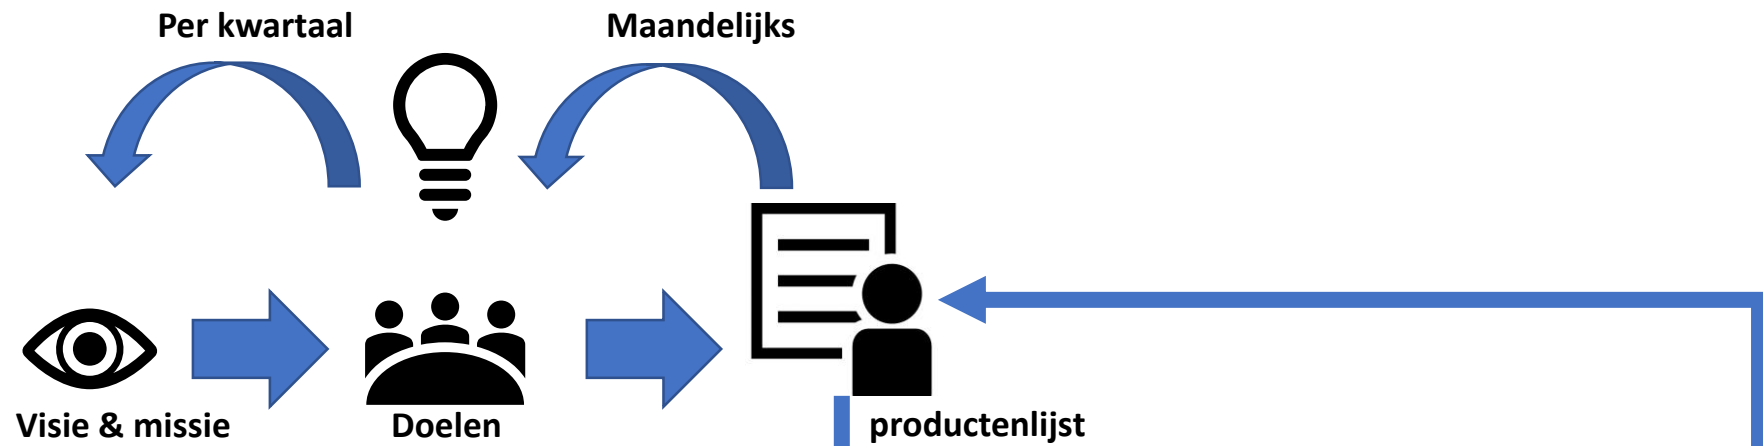 Per kwartaal
Maandelijks
Visie & missie
Doelen
productenlijst